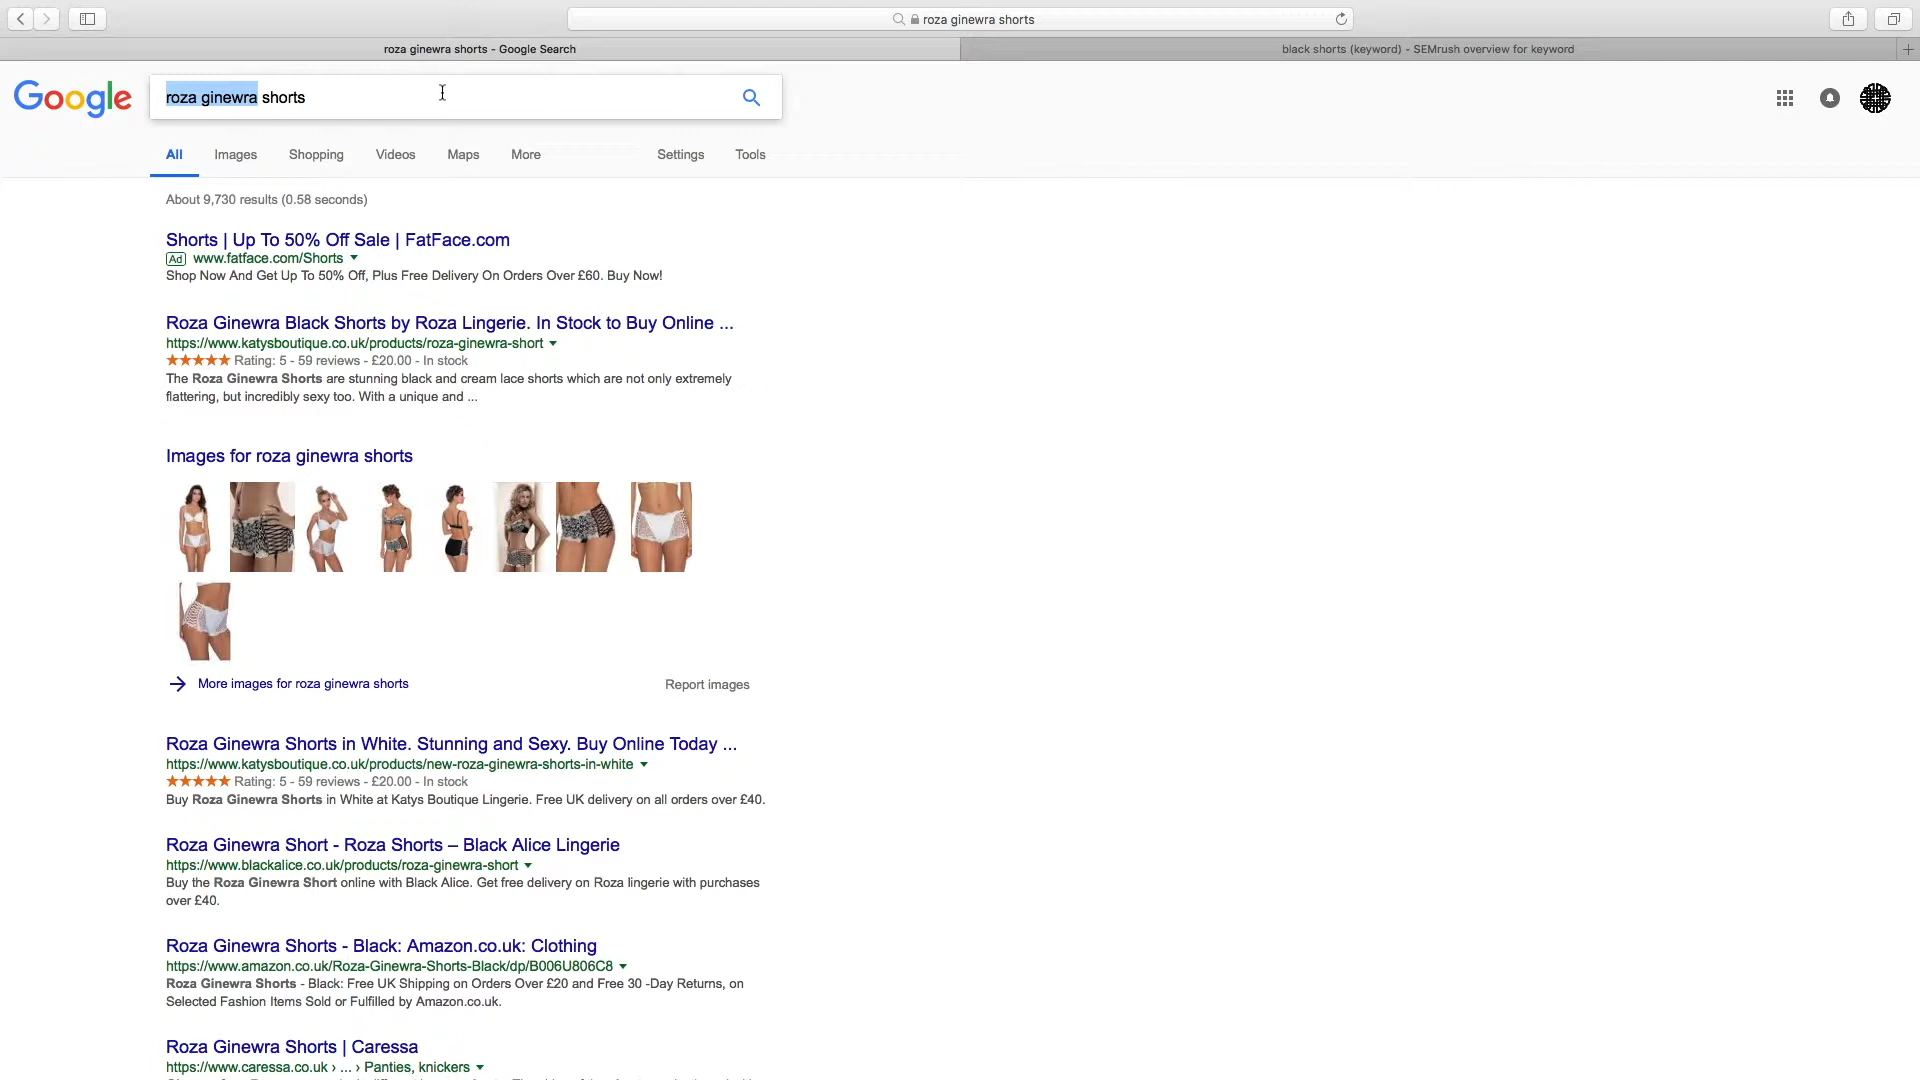 roza ginewra shorts
roza ginewra shorts - Google Search
black shorts (keyword) - SEMrush overview for keyword
Google
roza ginewra shorts
All Images Shopping Videos Maps More Settings Tools
About 9,730 results (0.58 seconds)
Shorts | Up To 50% Off Sale | FatFace.com
Ad www.fatface.com/Shorts
Shop Now And Get Up To 50% Off, Plus Free Delivery On Orders Over £60. Buy Now!
Roza Ginewra Black Shorts by Roza Lingerie. In Stock to Buy Online ...
https://www.katysboutique.co.uk/products/roza-ginewra-short
Rating: 5 - 59 reviews - £20.00 - In stock
The Roza Ginewra Shorts are stunning black and cream lace shorts which are not only extremely
flattering, but incredibly sexy too. With a unique and ...
Images for roza ginewra shorts
More images for roza ginewra shorts
Report images
Roza Ginewra Shorts in White. Stunning and Sexy. Buy Online Today ...
https://www.katysboutique.co.uk/products/new-roza-ginewra-shorts-in-white
Rating: 5 - 59 reviews - £20.00 - In stock
Buy Roza Ginewra Shorts in White at Katys Boutique Lingerie. Free UK delivery on all orders over £40.
Roza Ginewra Short - Roza Shorts – Black Alice Lingerie
https://www.blackalice.co.uk/products/roza-ginewra-short
Buy the Roza Ginewra Short online with Black Alice. Get free delivery on Roza lingerie with purchases
over £40.
Roza Ginewra Shorts - Black: Amazon.co.uk: Clothing
https://www.amazon.co.uk/Roza-Ginewra-Shorts-Black/dp/B006U806C8
Roza Ginewra Shorts - Black: Free UK Shipping on Orders Over £20 and Free 30 -Day Returns, on
Selected Fashion Items Sold or Fulfilled by Amazon.co.uk.
Roza Ginewra Shorts | Caressa
https://www.caressa.co.uk › ... › Panties, knickers